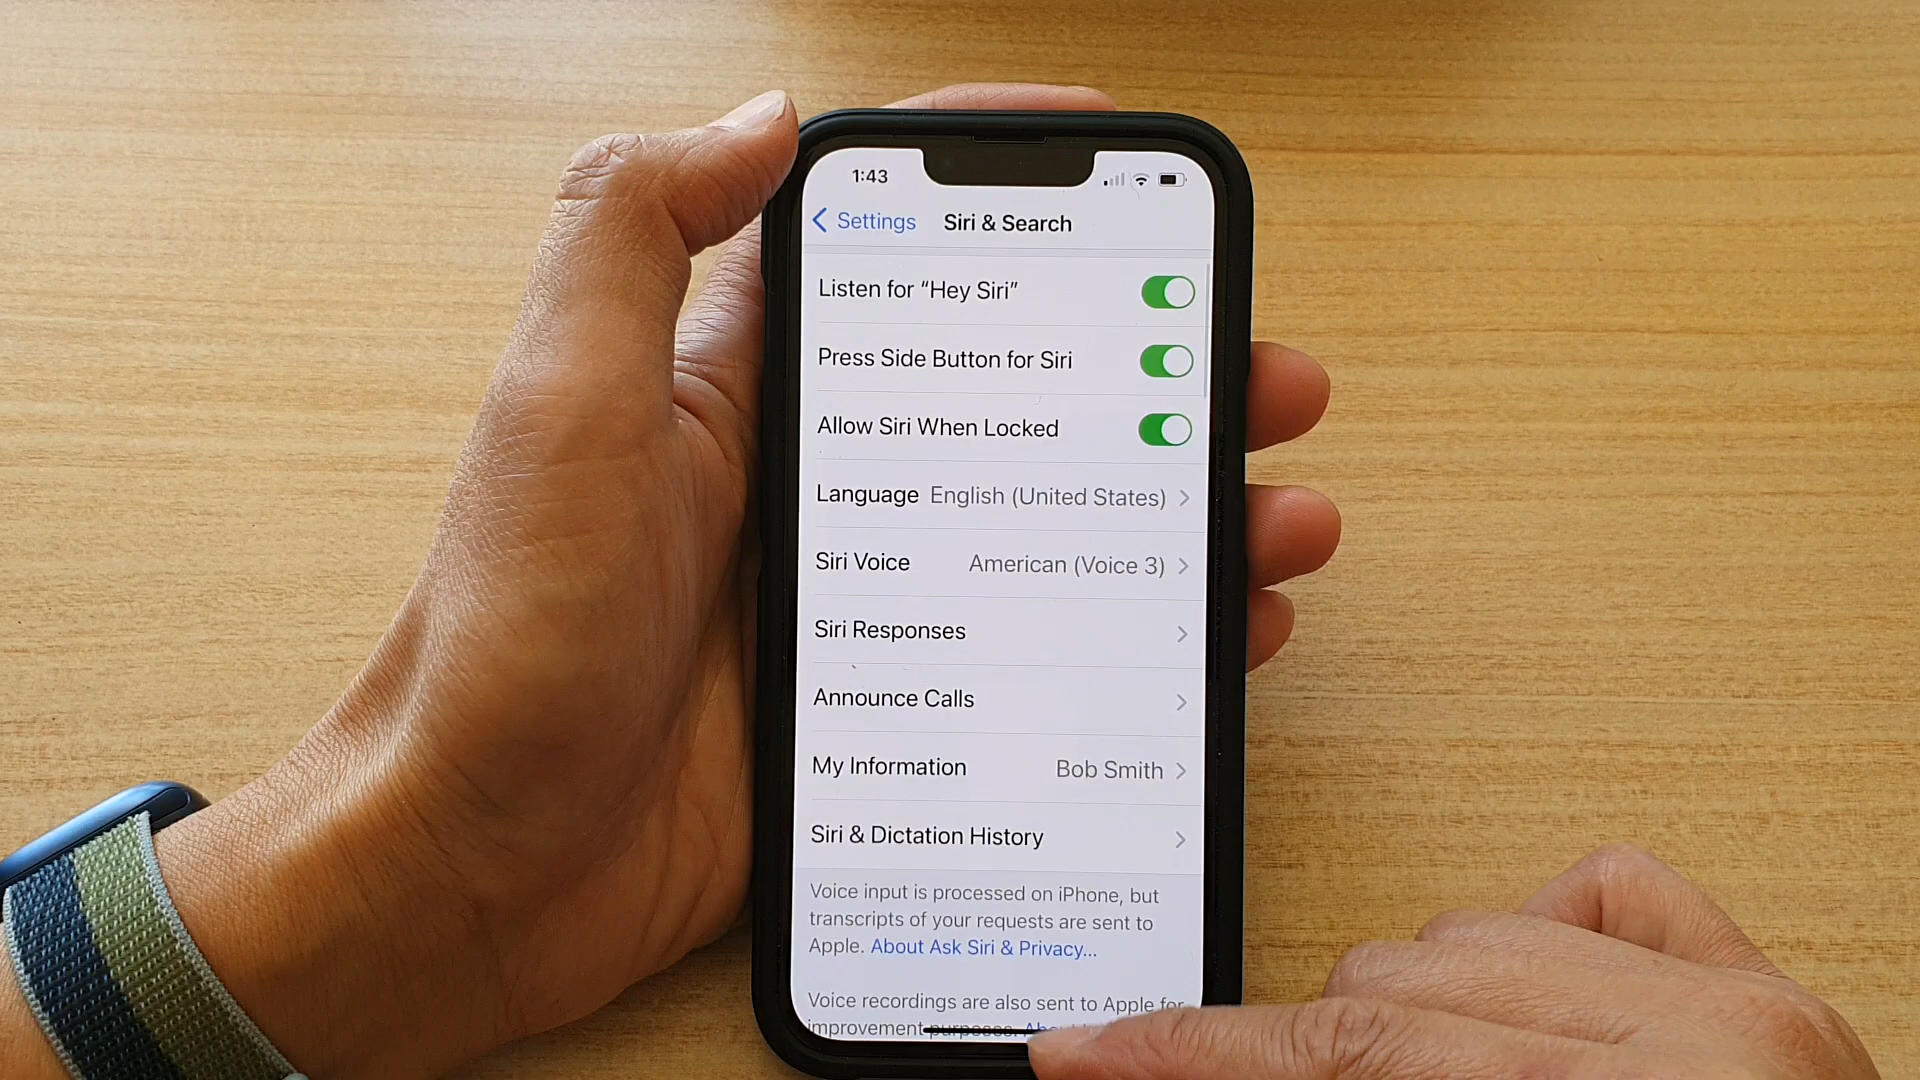 1:43
Settings Siri & Search
Listen for “Hey Siri”
Press Side Button for Siri
Allow Siri When Locked
Language English (United States)
Siri Voice American (Voice 3)
Siri Responses
Announce Calls
My Information Bob Smith
Siri & Dictation History
Voice input is processed on iPhone, but
transcripts of your requests are sent to
Apple. About Ask Siri & Privacy...
Voice recordings are also sent to Apple for
improvement purposes.